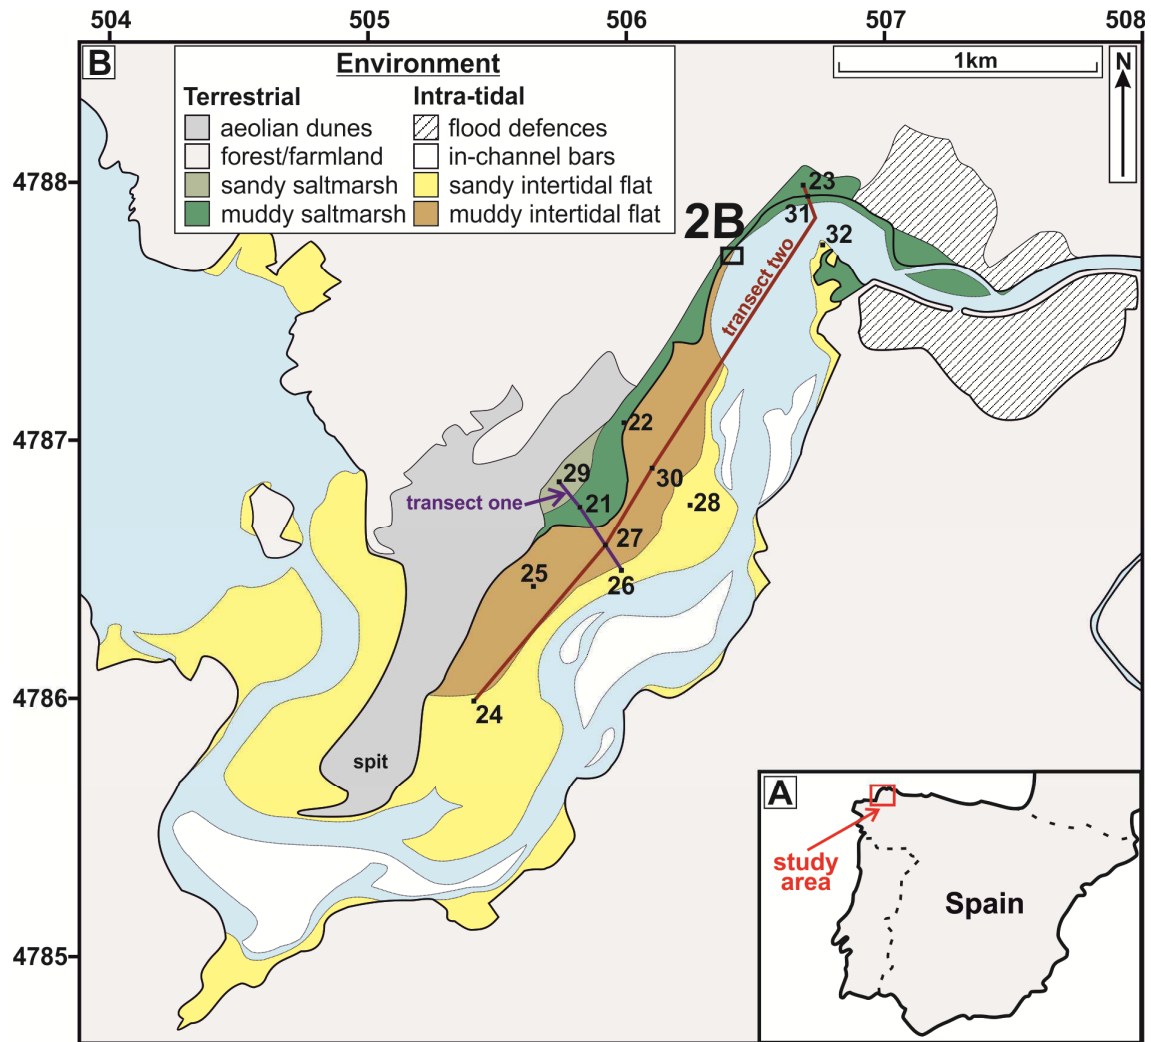 504 505 506 507 508
B
Environment
Terrestrial Intra-tidal
aeolian dunes flood defences
forest/farmland in-channel bars
sandy saltmarsh sandy intertidal flat
muddy saltmarsh muddy intertidal flat
1km
N
4788
23
31
2B
32
transect two
22
4787
29
30
transect one
21
28
27
25
26
4786
24
spit
A
study
area
Spain
4785